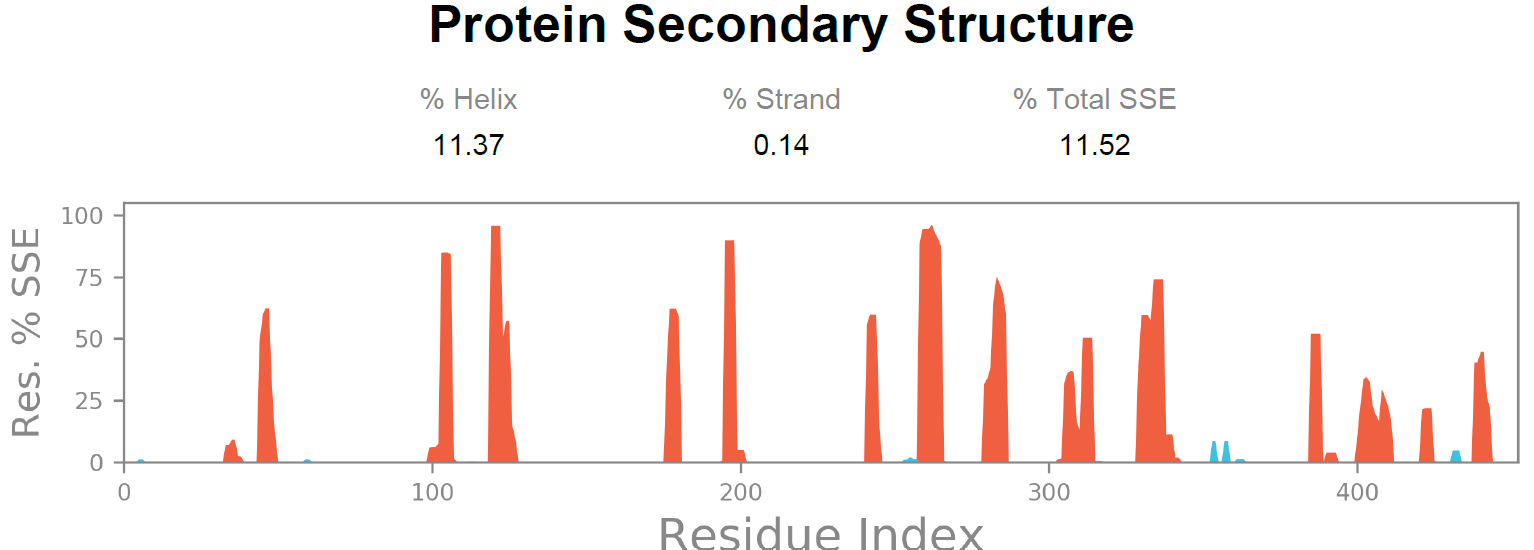 Protein Secondary Structure
% Helix % Strand % Total SSE
11.37 0.14 11.52
Res. % SSE
100
75
50
25
0
0 100 200 300 400
Residue Index